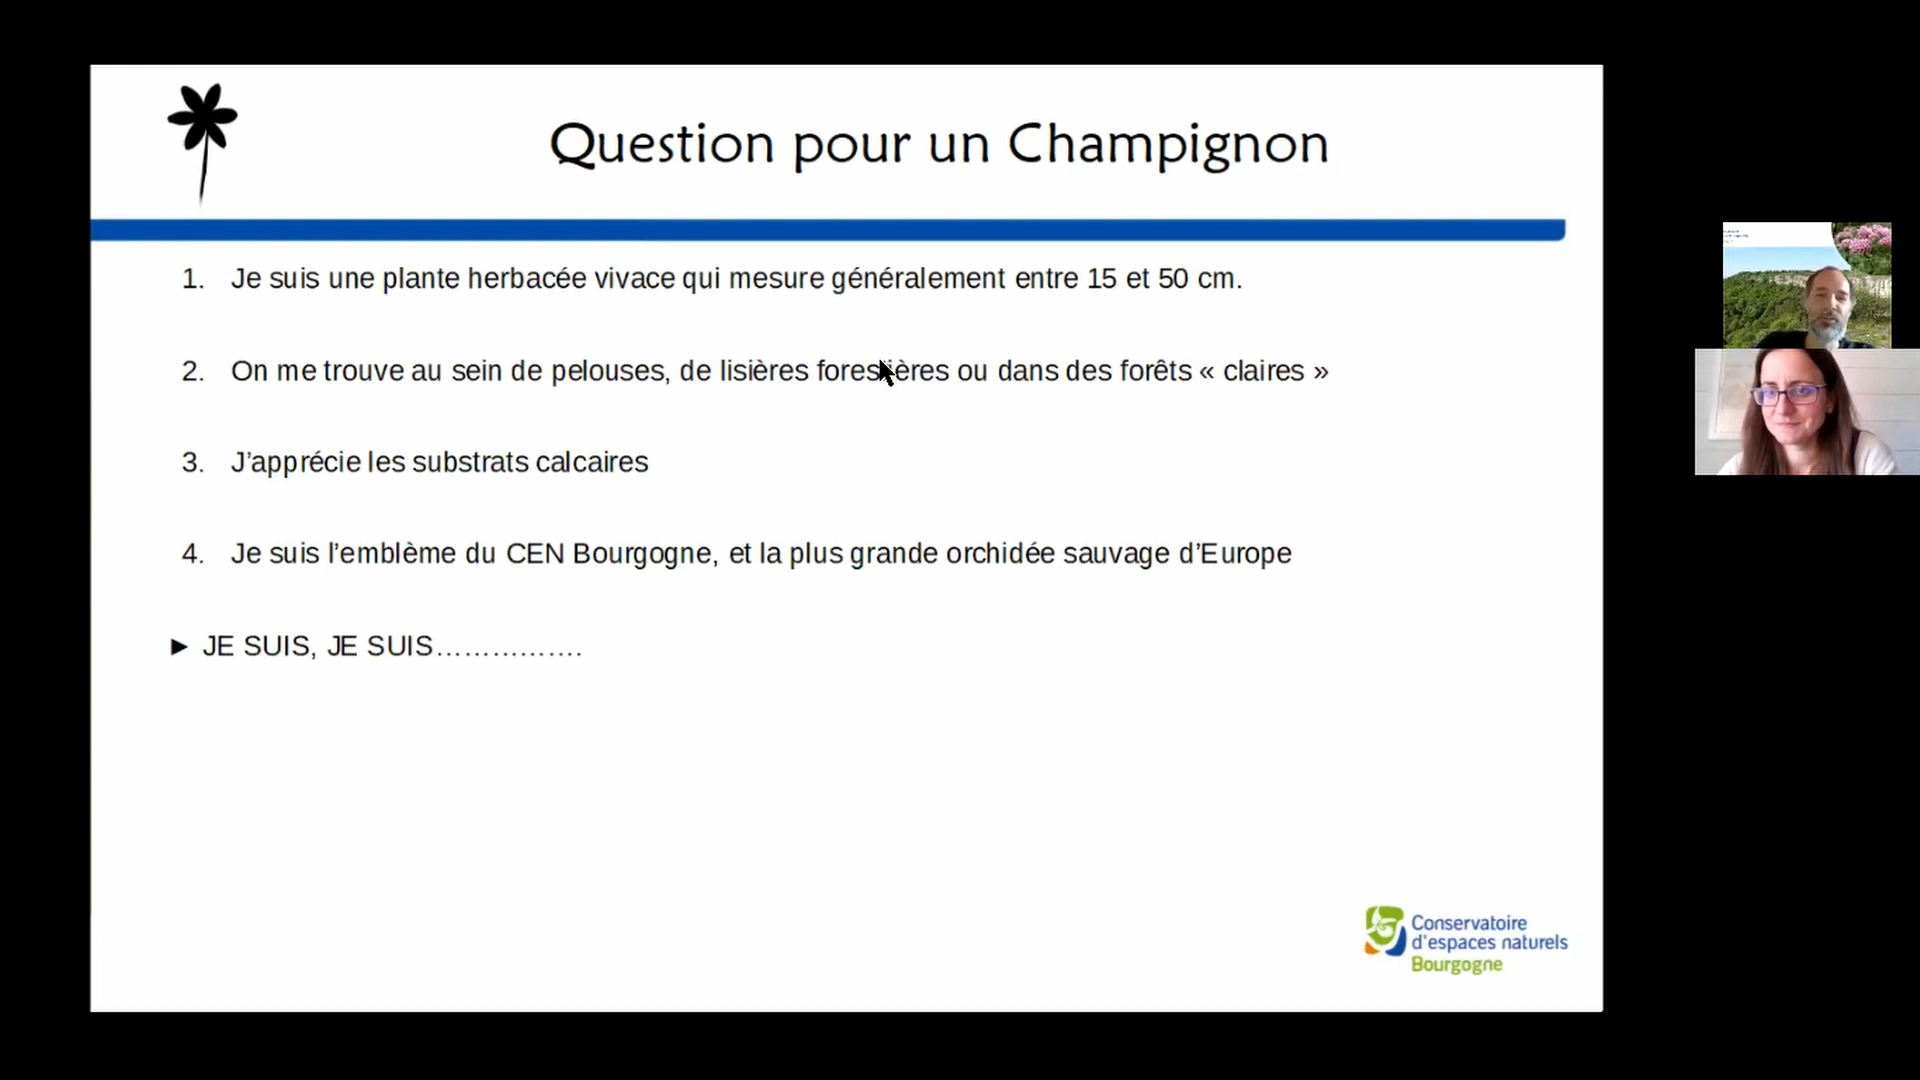 Question pour un Champignon
1. Je suis une plante herbacée vivace qui mesure généralement entre 15 et 50 cm.
2. On me trouve au sein de pelouses, de lisières forestières ou dans des forêts « claires »
3. J’apprécie les substrats calcaires
4. Je suis l’emblème du CEN Bourgogne, et la plus grande orchidée sauvage d’Europe
► JE SUIS, JE SUIS…………….
Conservatoire
d'espaces naturels
Bourgogne